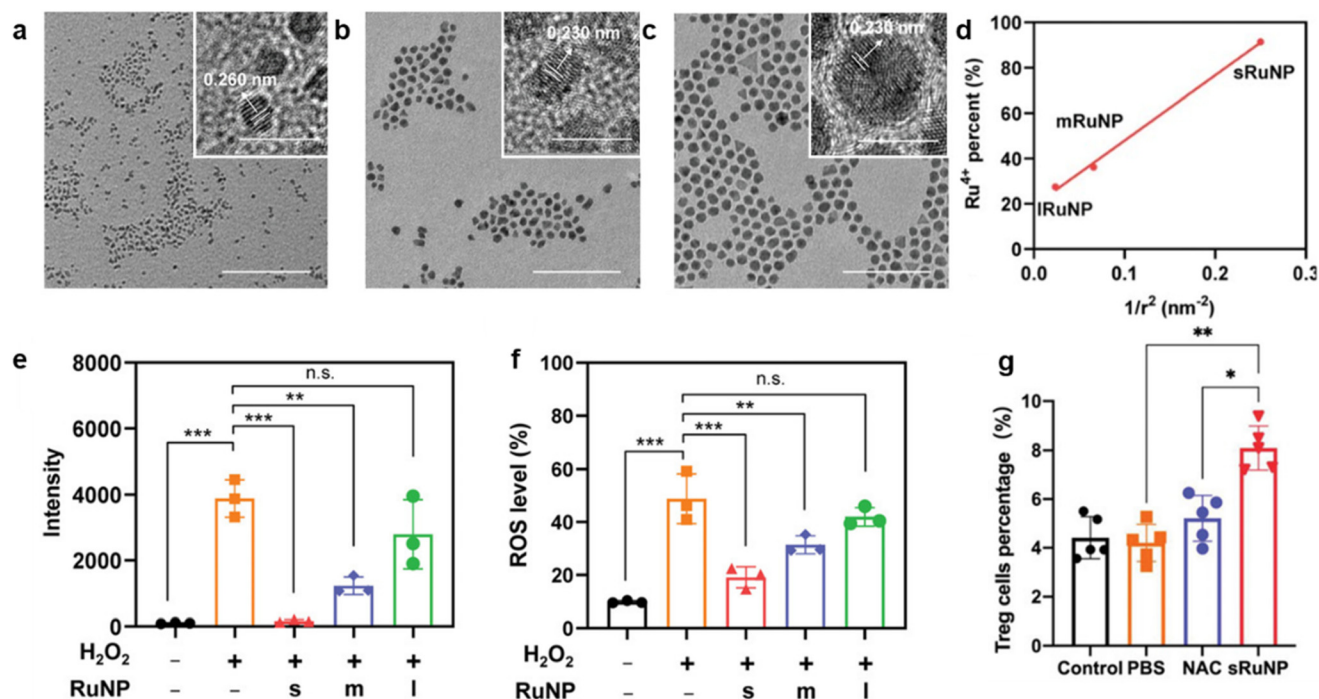 a
0.260 nm
b
0.230 nm
c
0.230 nm
d
Ru4+ percent (%)
100
80
60
40
20
0
sRuNP
mRuNP
lRuNP
0.0
0.1
0.2
0.3
1/r2 (nm-2)
e
Intensity
8000
6000
4000
2000
0
n.s.
**
***
***
H2O2
– + + + +
RuNP
– – s m l
f
ROS level (%)
100
80
60
40
20
0
n.s.
**
***
***
H2O2
– + + + +
RuNP
– – s m l
g
Treg cells percentage (%)
10
8
6
4
2
0
**
*
Control PBS NAC sRuNP